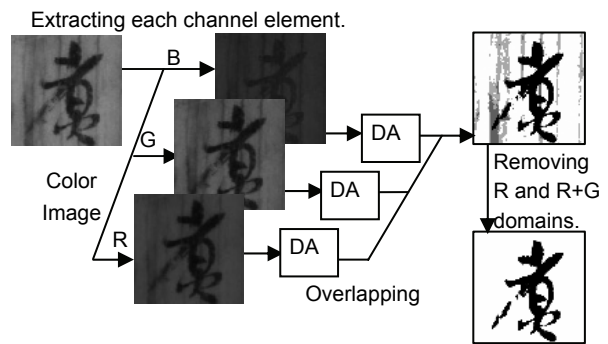 Extracting each channel element.
B
G
R
Color
Image
DA
DA
DA
Overlapping
Removing
R and R+G
domains.